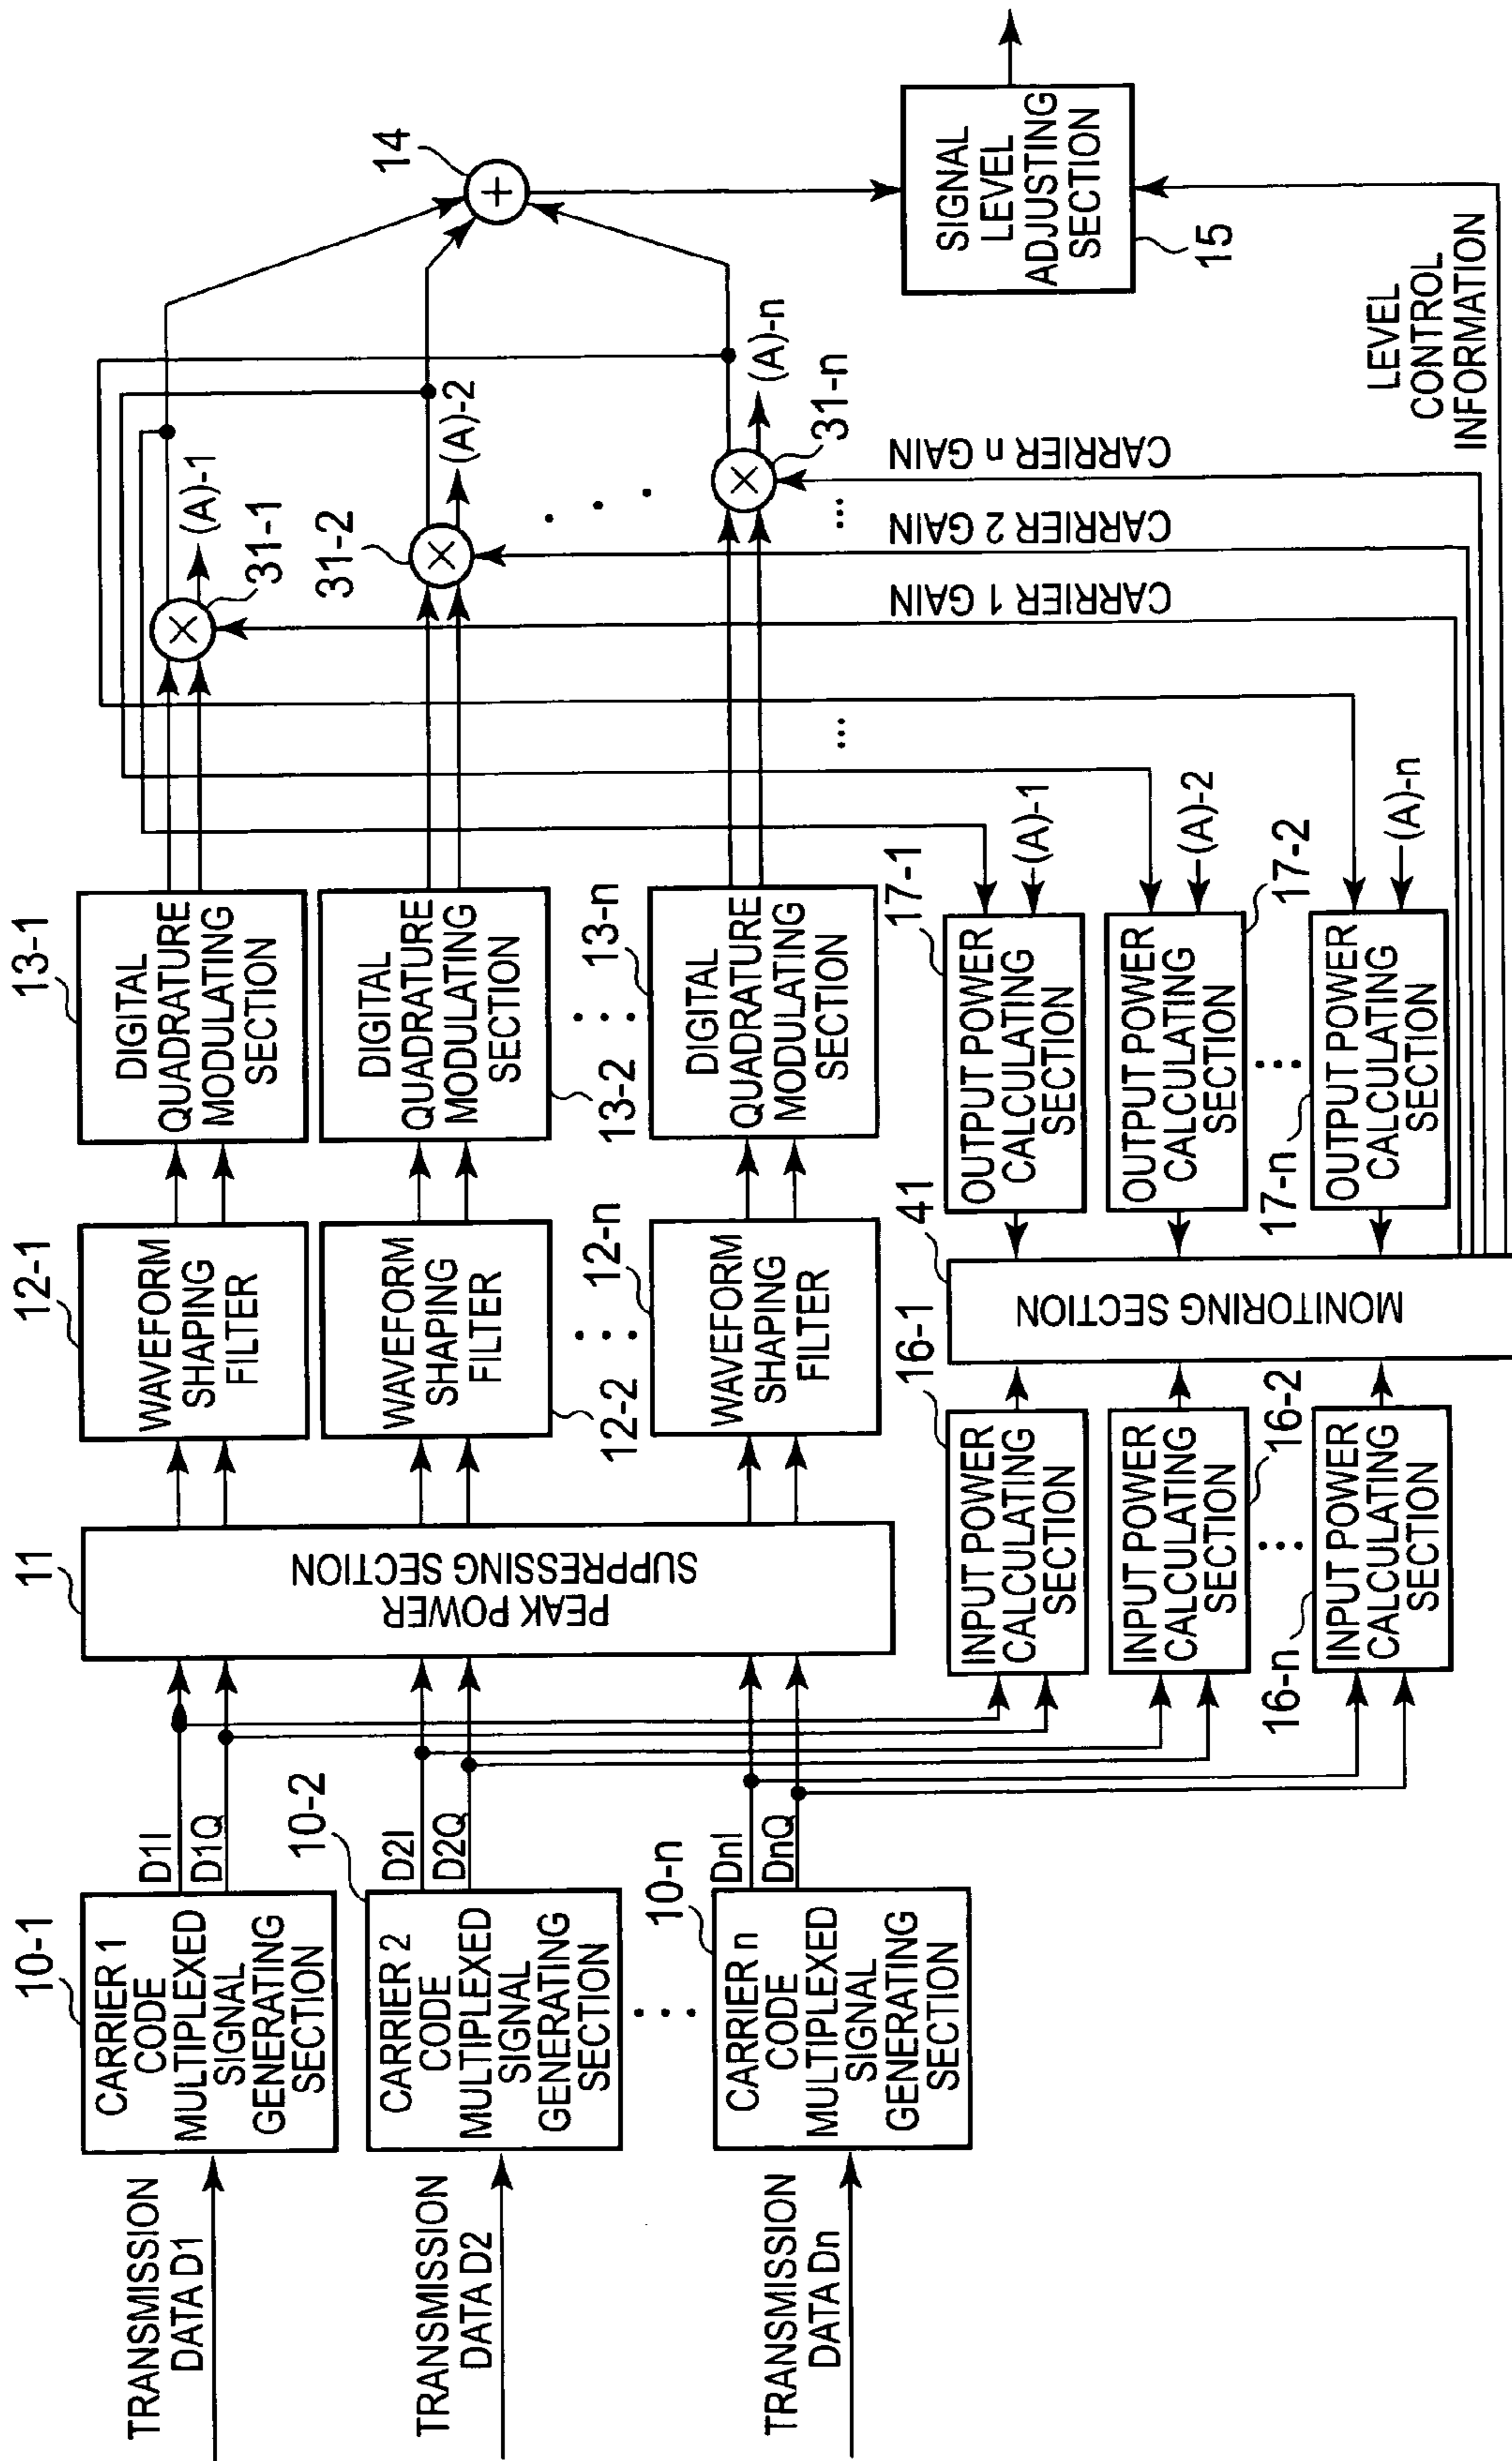 TRANSMISSION
DATA D1
TRANSMISSION
DATA D2
TRANSMISSION
DATA Dn
10-1
CARRIER 1
CODE
MULTIPLEXED
SIGNAL
GENERATING
SECTION
10-2
CARRIER 2
CODE
MULTIPLEXED
SIGNAL
GENERATING
SECTION
10-n
CARRIER n
CODE
MULTIPLEXED
SIGNAL
GENERATING
SECTION
D1I
D1Q
D2I
D2Q
DnI
DnQ
11
PEAK POWER
SUPPRESSING SECTION
12-1
WAVEFORM
SHAPING
FILTER
WAVEFORM
SHAPING
FILTER
12-2
12-n
WAVEFORM
SHAPING
FILTER
13-1
DIGITAL
QUADRATURE
MODULATING
SECTION
DIGITAL
QUADRATURE
MODULATING
SECTION
13-2
13-n
DIGITAL
QUADRATURE
MODULATING
SECTION
16-1
INPUT POWER
CALCULATING
SECTION
INPUT POWER
CALCULATING
SECTION
16-2
16-n
INPUT POWER
CALCULATING
SECTION
41
MONITORING SECTION
17-1
OUTPUT POWER
CALCULATING
SECTION
OUTPUT POWER
CALCULATING
SECTION
17-2
17-n
OUTPUT POWER
CALCULATING
SECTION
(A)-1
(A)-2
(A)-n
31-1
(A)-1
31-2
(A)-2
31-n
(A)-n
CARRIER 1 GAIN
CARRIER 2 GAIN
CARRIER n GAIN
14
SIGNAL
LEVEL
ADJUSTING
SECTION
15
LEVEL
CONTROL
INFORMATION